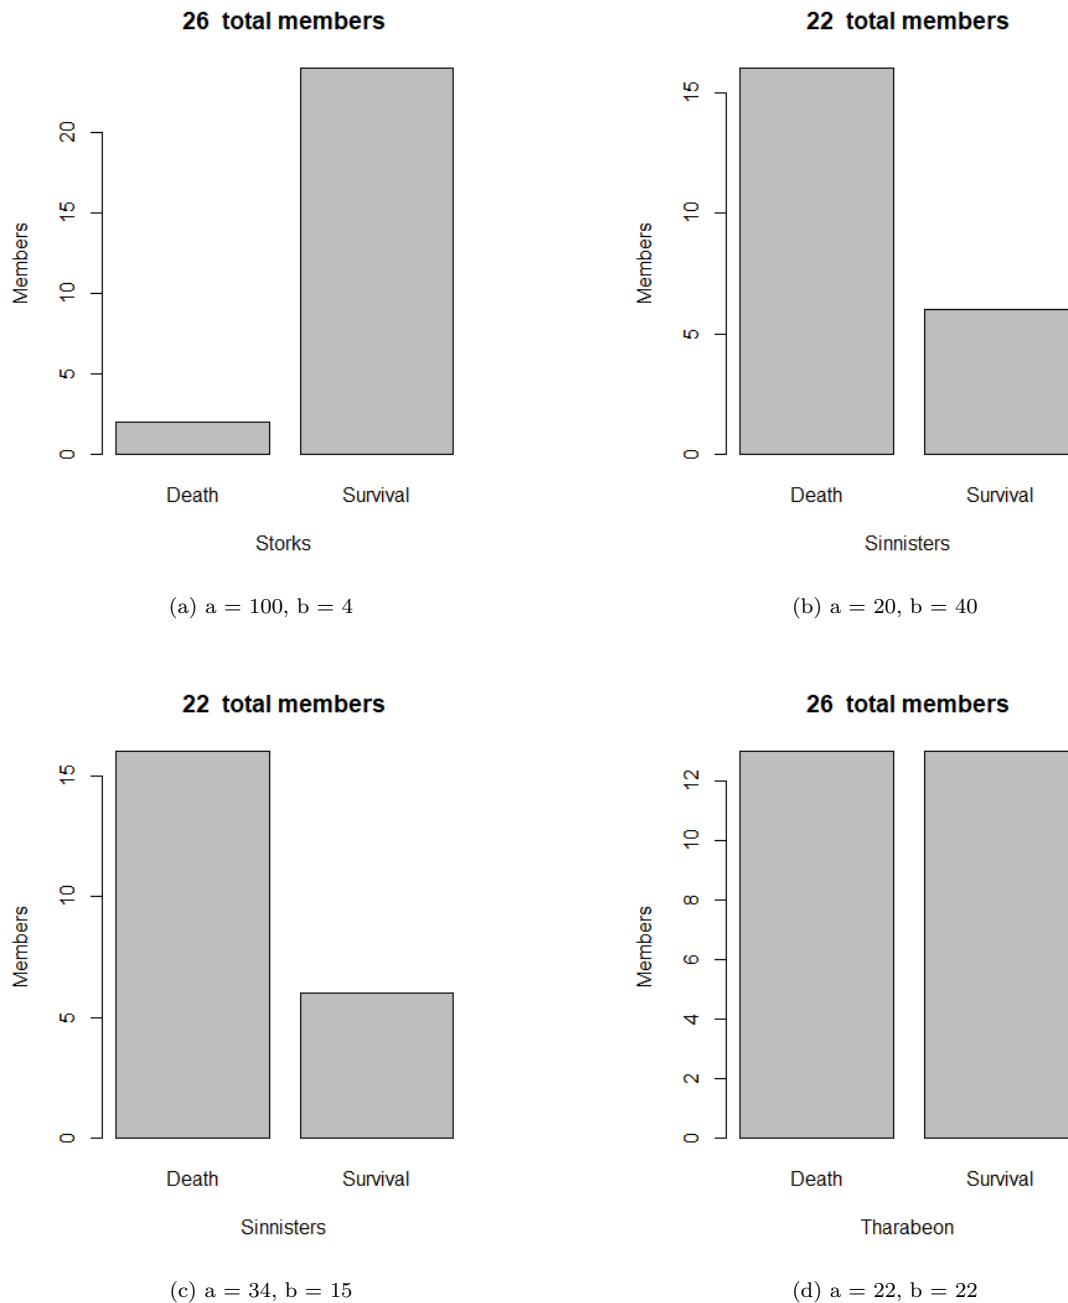 26 total members
20
15
10
5
0
Members
Death Survival
Storks
(a) a = 100, b = 4
22 total members
15
10
5
0
Members
Death Survival
Sinnisters
(b) a = 20, b = 40
22 total members
15
10
5
0
Members
Death Survival
Sinnisters
(c) a = 34, b = 15
26 total members
12
10
8
6
4
2
0
Members
Death Survival
Tharabeon
(d) a = 22, b = 22